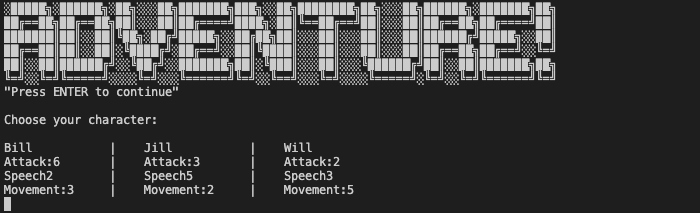 ADVENTURE!
"Press ENTER to continue"
Choose your character:
Bill | Jill | Will
Attack:6 | Attack:3 | Attack:2
Speech2 | Speech5 | Speech3
Movement:3 | Movement:2 | Movement:5